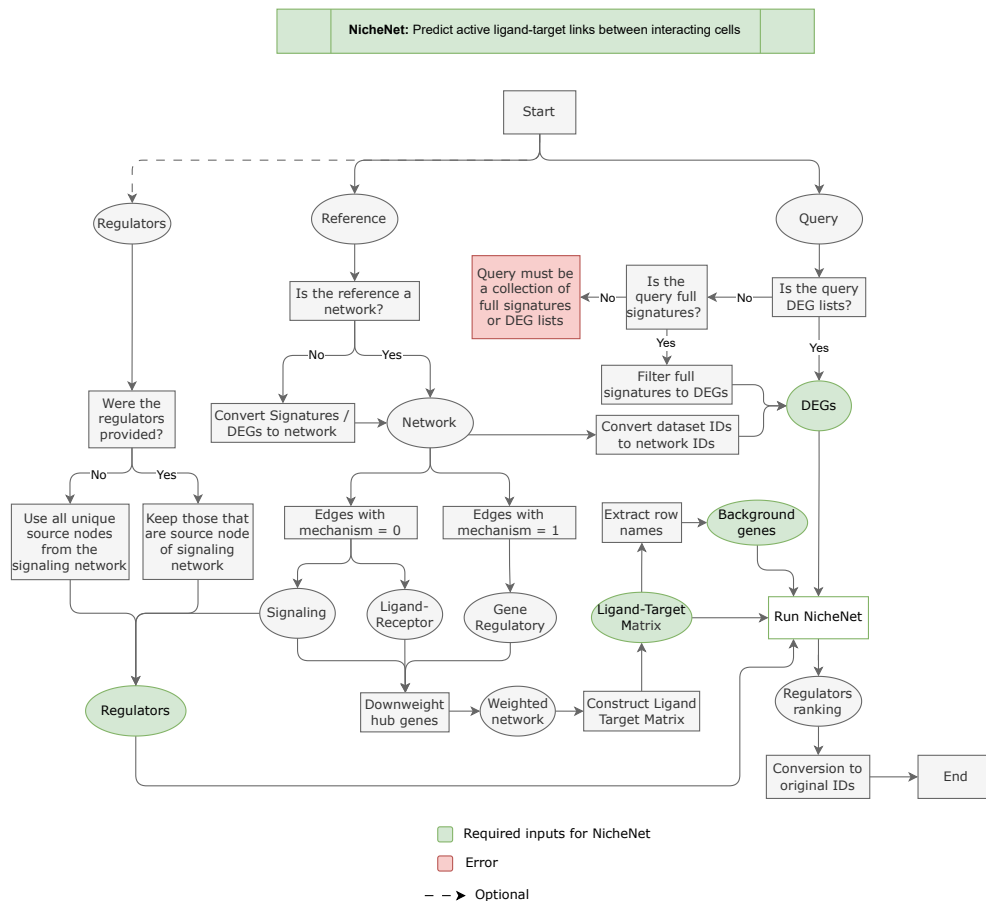 NicheNet: Predict active ligand-target links between interacting cells
Start
Regulators
Reference
Query
Query must be
a collection of
full signatures
or DEG lists
No
Is the
query full
signatures?
No
Is the query
DEG lists?
Is the reference a
network?
Yes
Yes
No
Yes
Filter full
signatures to DEGs
DEGs
Were the
regulators
provided?
Convert Signatures /
DEGs to network
Network
Convert dataset IDs
to network IDs
No
Yes
Use all unique
source nodes
from the
signaling network
Keep those that
are source node
of signaling
network
Edges with
mechanism = 0
Edges with
mechanism = 1
Extract row
names
Background
genes
Signaling
Ligand-
Receptor
Gene
Regulatory
Ligand-Target
Matrix
Run NicheNet
Regulators
Downweight
hub genes
Weighted
network
Construct Ligand
Target Matrix
Regulators
ranking
Conversion to
original IDs
End
Required inputs for NicheNet
Error
Optional